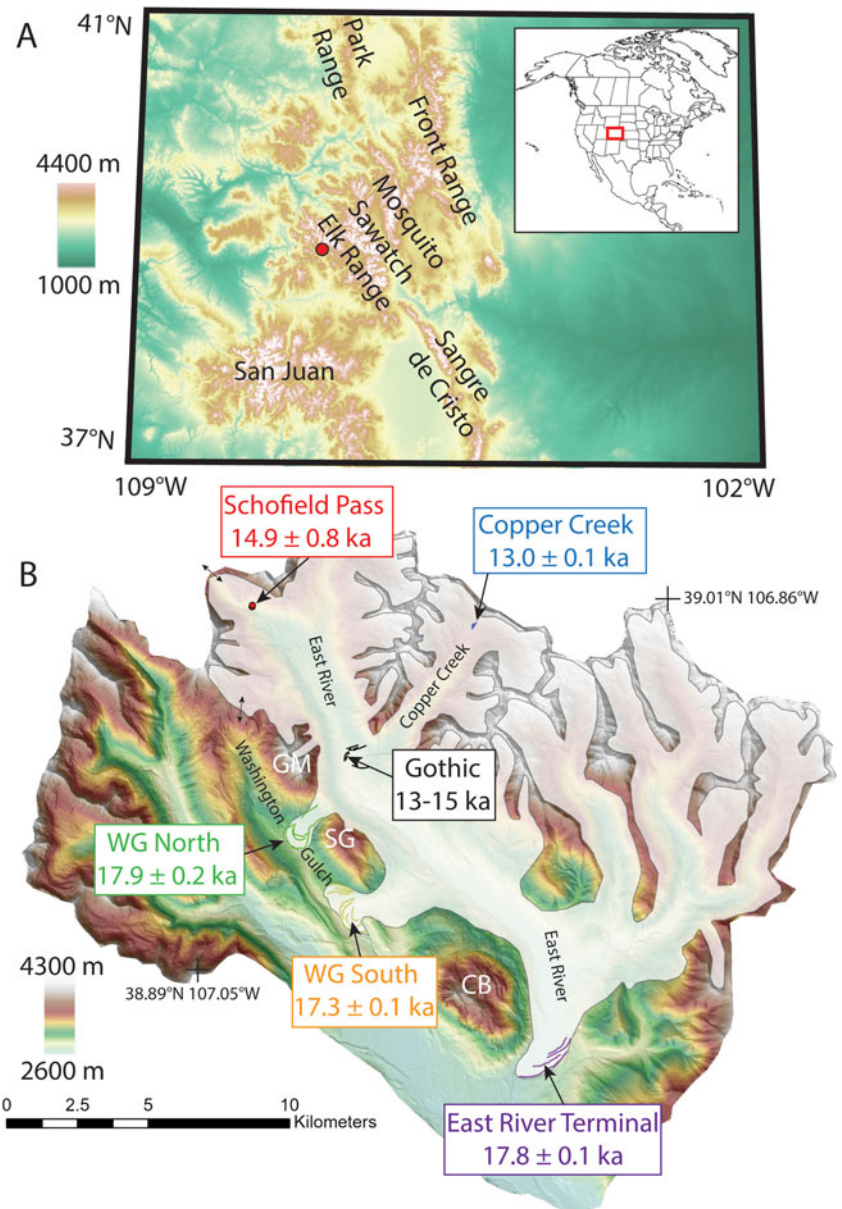 A
41°N
Park
Range
Front Range
4400 m
1000 m
Mosquito
Sawatch
Elk Range
San Juan
Sangre
de Cristo
37°N
109°W
102°W
Schofield Pass
14.9 ± 0.8 ka
Copper Creek
13.0 ± 0.1 ka
B
39.01°N 106.86°W
East River
Copper Creek
Washington
Gulch
GM
Gothic
13-15 ka
WG North
17.9 ± 0.2 ka
SG
WG South
17.3 ± 0.1 ka
CB
East River
38.89°N 107.05°W
4300 m
2600 m
0 2.5 5 10
Kilometers
East River Terminal
17.8 ± 0.1 ka